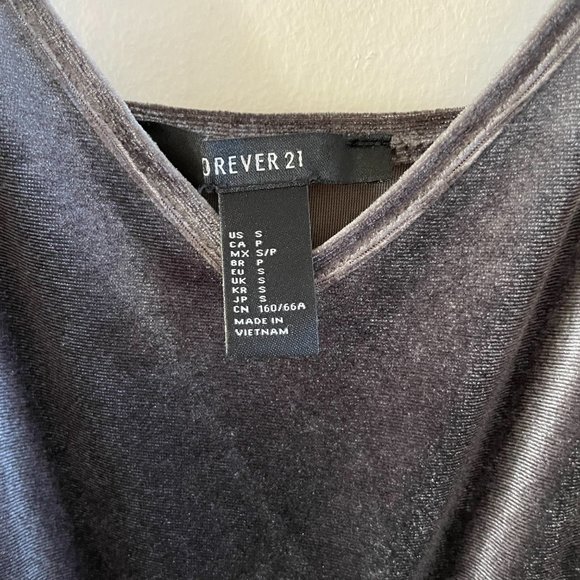 OREVER 21
US S
CA P
MX S/P
BR P
EU S
UK S
KR S
JP S
CN 160/66A
MADE IN
VIETNAM